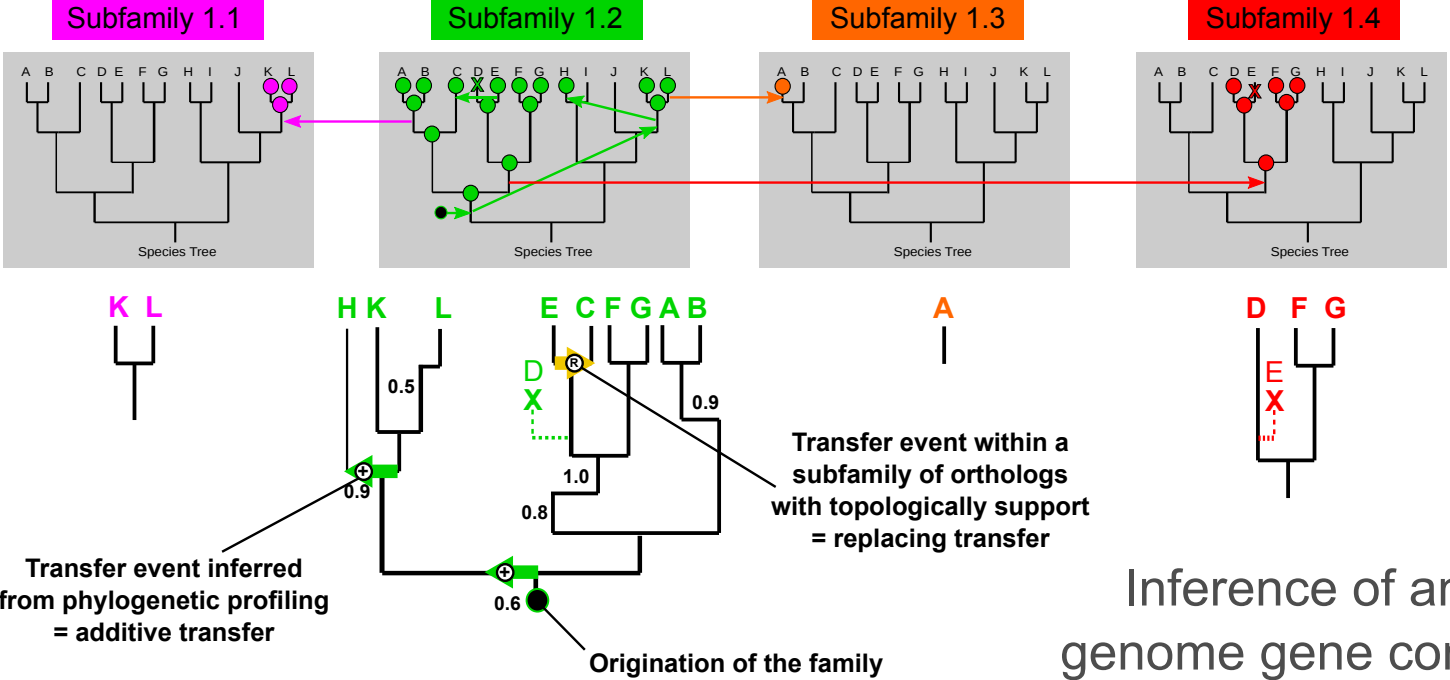 Subfamily 1.1
Subfamily 1.2
Subfamily 1.3
Subfamily 1.4
A B C D E F G H I J K L
Species Tree
A B C D E F G H I J K L
X
Species Tree
A B C D E F G H I J K L
Species Tree
A B C D E F G H I J K L
X
Species Tree
K L
H K L E C F G A B
A
D F G
R
D
X
0.5
0.9
E
X
Transfer event within a
subfamily of orthologs
with topologically support
= replacing transfer
+
0.9
1.0
0.8
Transfer event inferred
from phylogenetic profiling
= additive transfer
+
0.6
Origination of the family
Inference of
genome gene